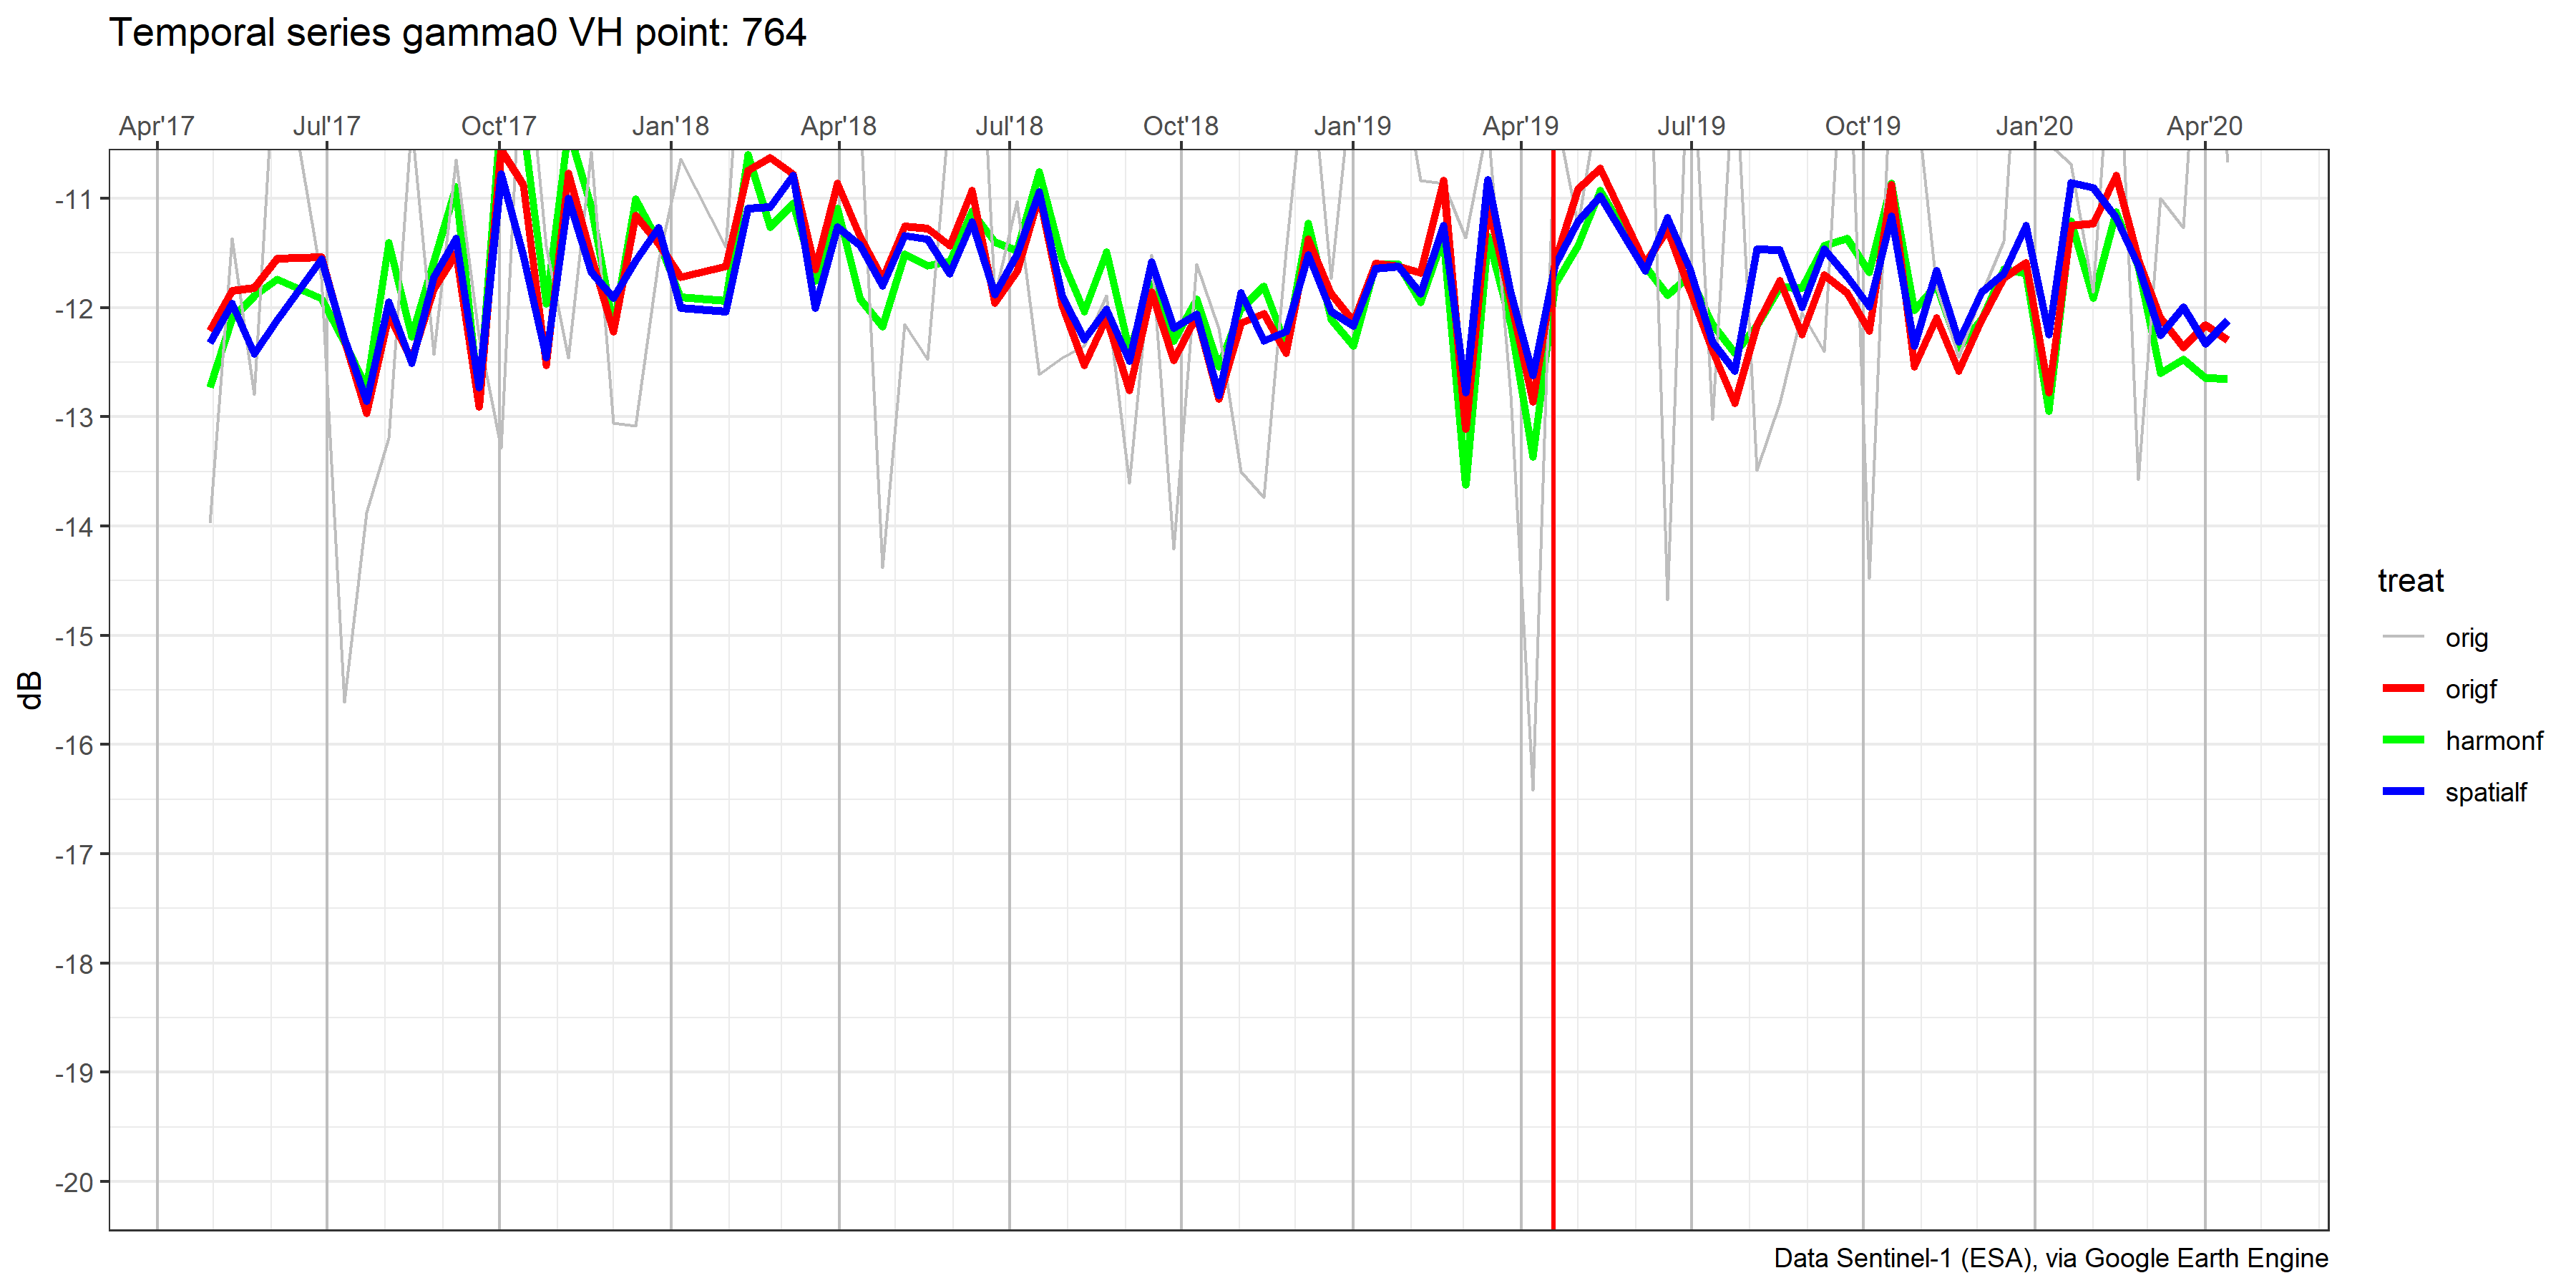 Temporal series gamma0 VH point: 764
Apr'17 Jul'17 Oct'17 Jan'18 Apr'18 Jul'18 Oct'18 Jan'19 Apr'19 Jul'19 Oct'19 Jan'20 Apr'20
-11
-12
-13
-14
-15
-16
-17
-18
-19
-20
dB
treat
orig
origf
harmonf
spatialf
Data Sentinel-1 (ESA), via Google Earth Engine